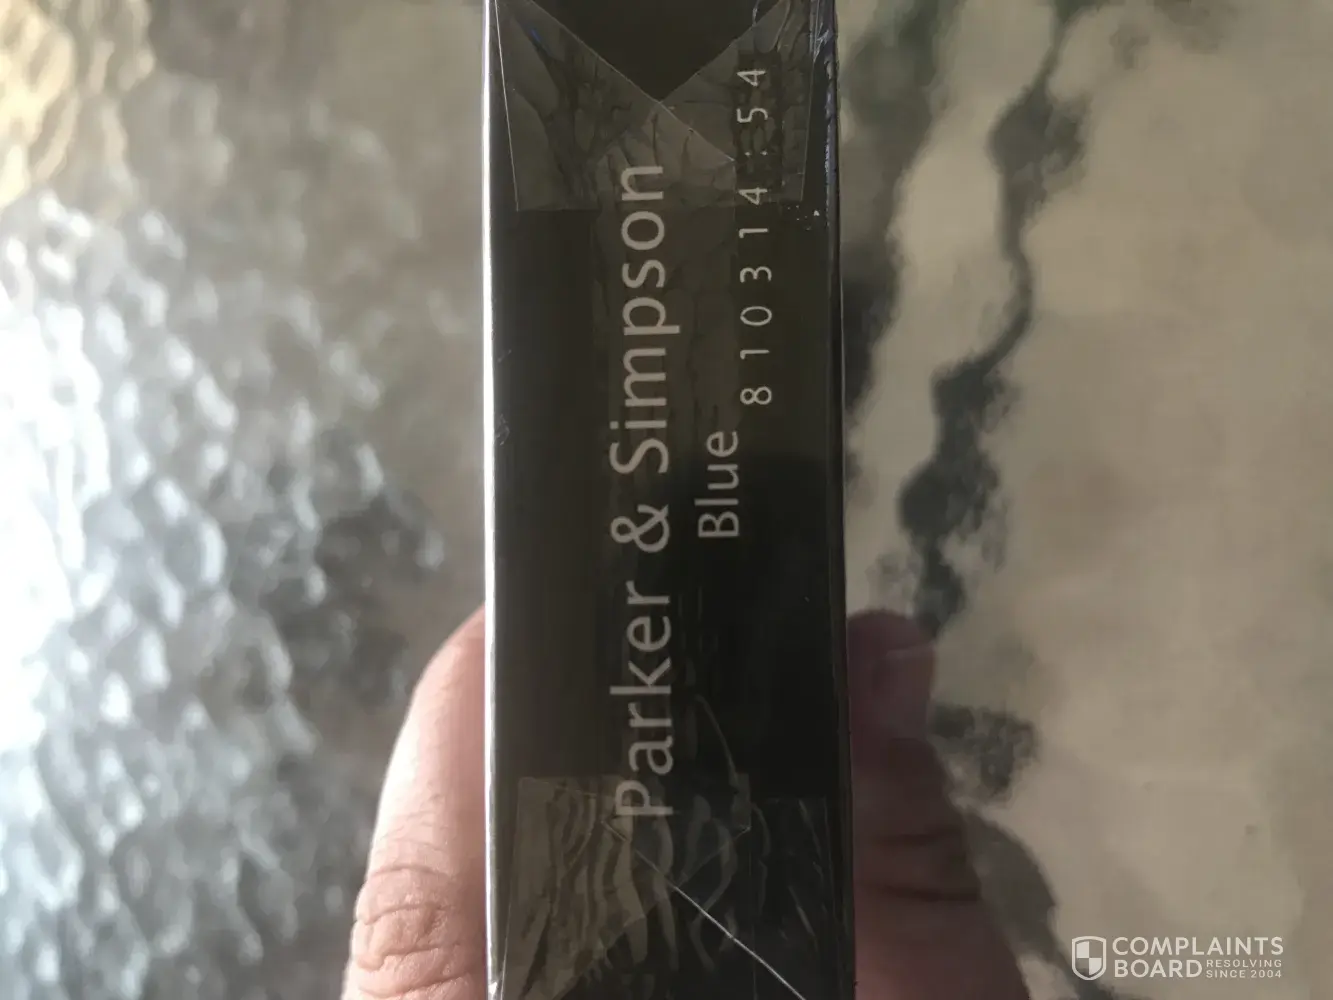 Parker & Simpson
Blue
810314:54
COMPLAINTS
BOARD RESOLVING
SINCE 2004